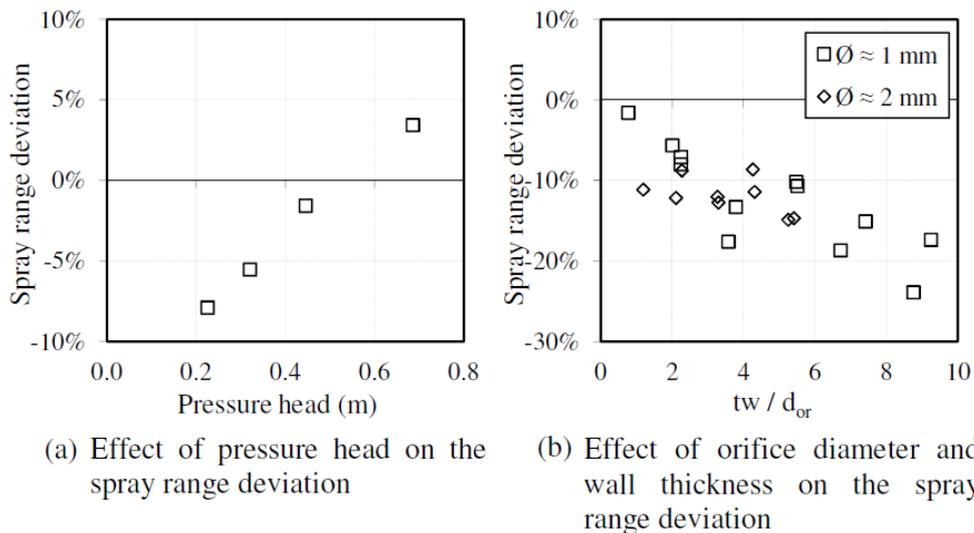 10%
5%
0%
-5%
-10%
Spray range deviation
0.0 0.2 0.4 0.6 0.8
Pressure head (m)
(a) Effect of pressure head on the
spray range deviation
10%
0%
-10%
-20%
-30%
Spray range deviation
Ø ≈ 1 mm
Ø ≈ 2 mm
0 2 4 6 8 10
tw / dor
(b) Effect of orifice diameter and
wall thickness on the spray
range deviation